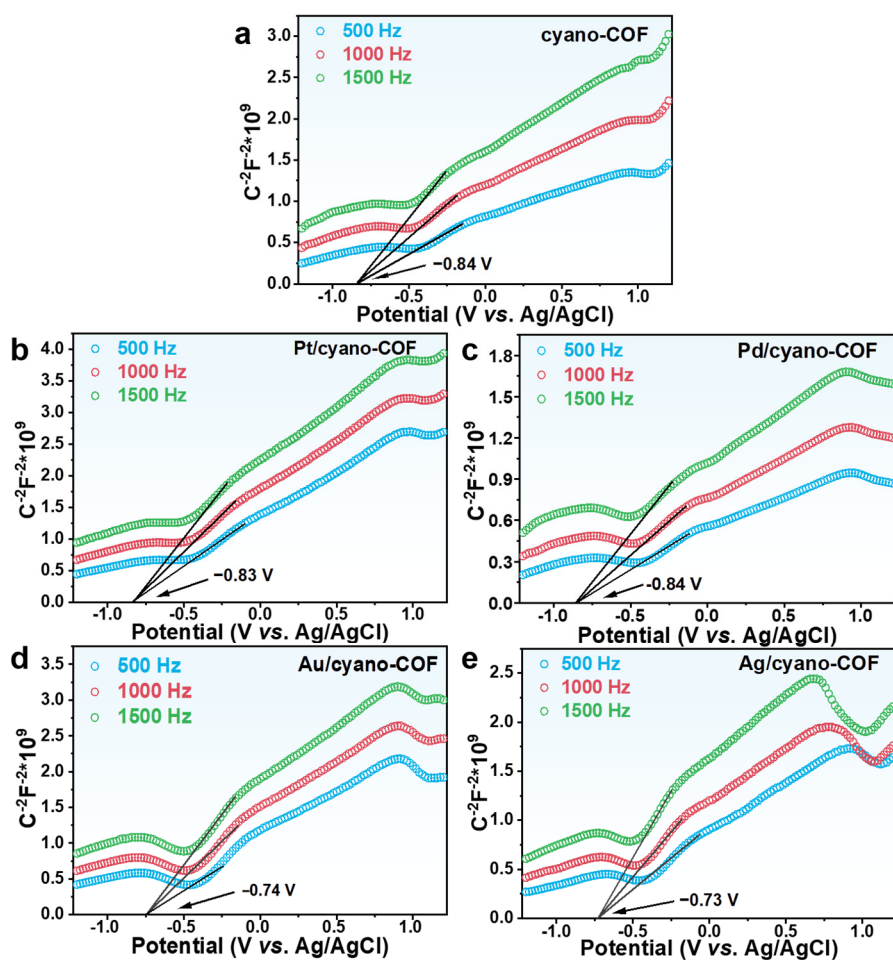 a
cyano-COF
500 Hz
1000 Hz
1500 Hz
C⁻²F⁻²*10⁹
3.0
2.5
2.0
1.5
1.0
0.5
0.0
−0.84 V
-1.0 -0.5 0.0 0.5 1.0
Potential (V vs. Ag/AgCl)
b
Pt/cyano-COF
500 Hz
1000 Hz
1500 Hz
C⁻²F⁻²*10⁹
4.0
3.5
3.0
2.5
2.0
1.5
1.0
0.5
0.0
−0.83 V
-1.0 -0.5 0.0 0.5 1.0
Potential (V vs. Ag/AgCl)
c
Pd/cyano-COF
500 Hz
1000 Hz
1500 Hz
C⁻²F⁻²*10⁹
1.8
1.5
1.2
0.9
0.6
0.3
0.0
-0.84 V
-1.0 -0.5 0.0 0.5 1.0
Potential (V vs. Ag/AgCl)
d
Au/cyano-COF
500 Hz
1000 Hz
1500 Hz
C⁻²F⁻²*10⁹
3.5
3.0
2.5
2.0
1.5
1.0
0.5
0.0
−0.74 V
-1.0 -0.5 0.0 0.5 1.0
Potential (V vs. Ag/AgCl)
e
Ag/cyano-COF
500 Hz
1000 Hz
1500 Hz
C⁻²F⁻²*10⁹
2.5
2.0
1.5
1.0
0.5
0.0
−0.73 V
-1.0 -0.5 0.0 0.5 1.0
Potential (V vs. Ag/AgCl)